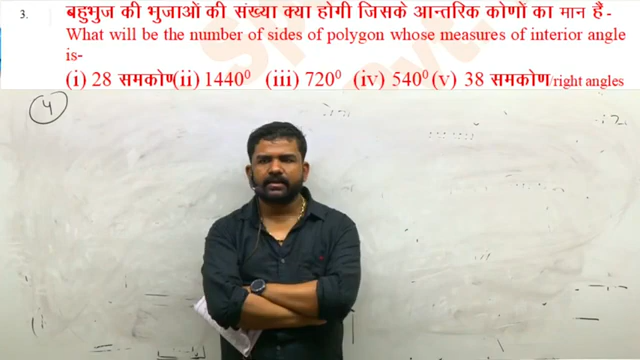 3. बहुभुज की भुजाओं की संख्या क्या होगी जिसके आन्तरिक कोणों का मान है -
What will be the number of sides of polygon whose measures of interior angle
is-
(i) 28 समकोण (ii) 1440⁰ (iii) 720⁰ (iv) 540⁰ (v) 38 समकोण/right angles
4